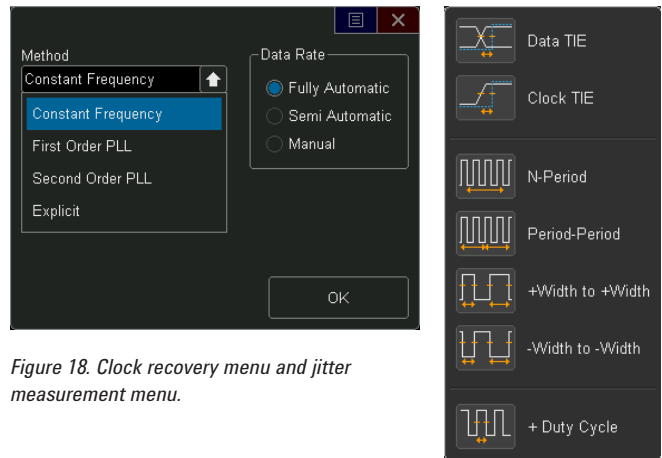 Method
Constant Frequency
Constant Frequency
First Order PLL
Second Order PLL
Explicit
Data Rate
Fully Automatic
Semi Automatic
Manual
OK
Figure 18. Clock recovery menu and jitter
measurement menu.
Data TIE
Clock TIE
N-Period
Period-Period
+Width to +Width
-Width to -Width
+ Duty Cycle